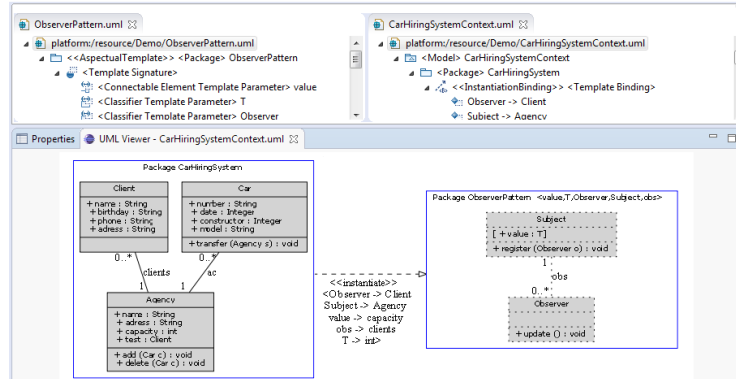 ObserverPattern.uml
platform:/resource/Demo/ObserverPattern.uml
<<AspectualTemplate>> <Package> ObserverPattern
<Template Signature>
<Connectable Element Template Parameter> value
<Classifier Template Parameter> T
<Classifier Template Parameter> Observer
CarHiringSystemContext.uml
platform:/resource/Demo/CarHiringSystemContext.uml
<Model> CarHiringSystemContext
<Package> CarHiringSystem
<<InstantiationBinding>> <Template Binding>
Observer -> Client
Subject -> Agency
Properties UML Viewer - CarHiringSystemContext.uml
Package CarHiringSystem
Client
+ name : String
+ birthday : String
+ phone : String
+ adress : String
Car
+ number : String
+ date : Integer
+ constructor : Integer
+ model : String
+ transfer (Agency s) : void
0..*
0..*
clients
ac
1
1
Agency
+ name : String
+ adress : String
+ capacity : int
+ test : Client
+ add (Car c) : void
+ delete (Car c) : void
<<instantiate>>
<Observer -> Client
Subject -> Agency
value -> capacity
obs -> clients
T -> int>
Package ObserverPattern <value,T,Observer,Subject,obs>
Subject
[ + value : T]
+ register (Observer o) : void
1
obs
0..*
Observer
+ update () : void